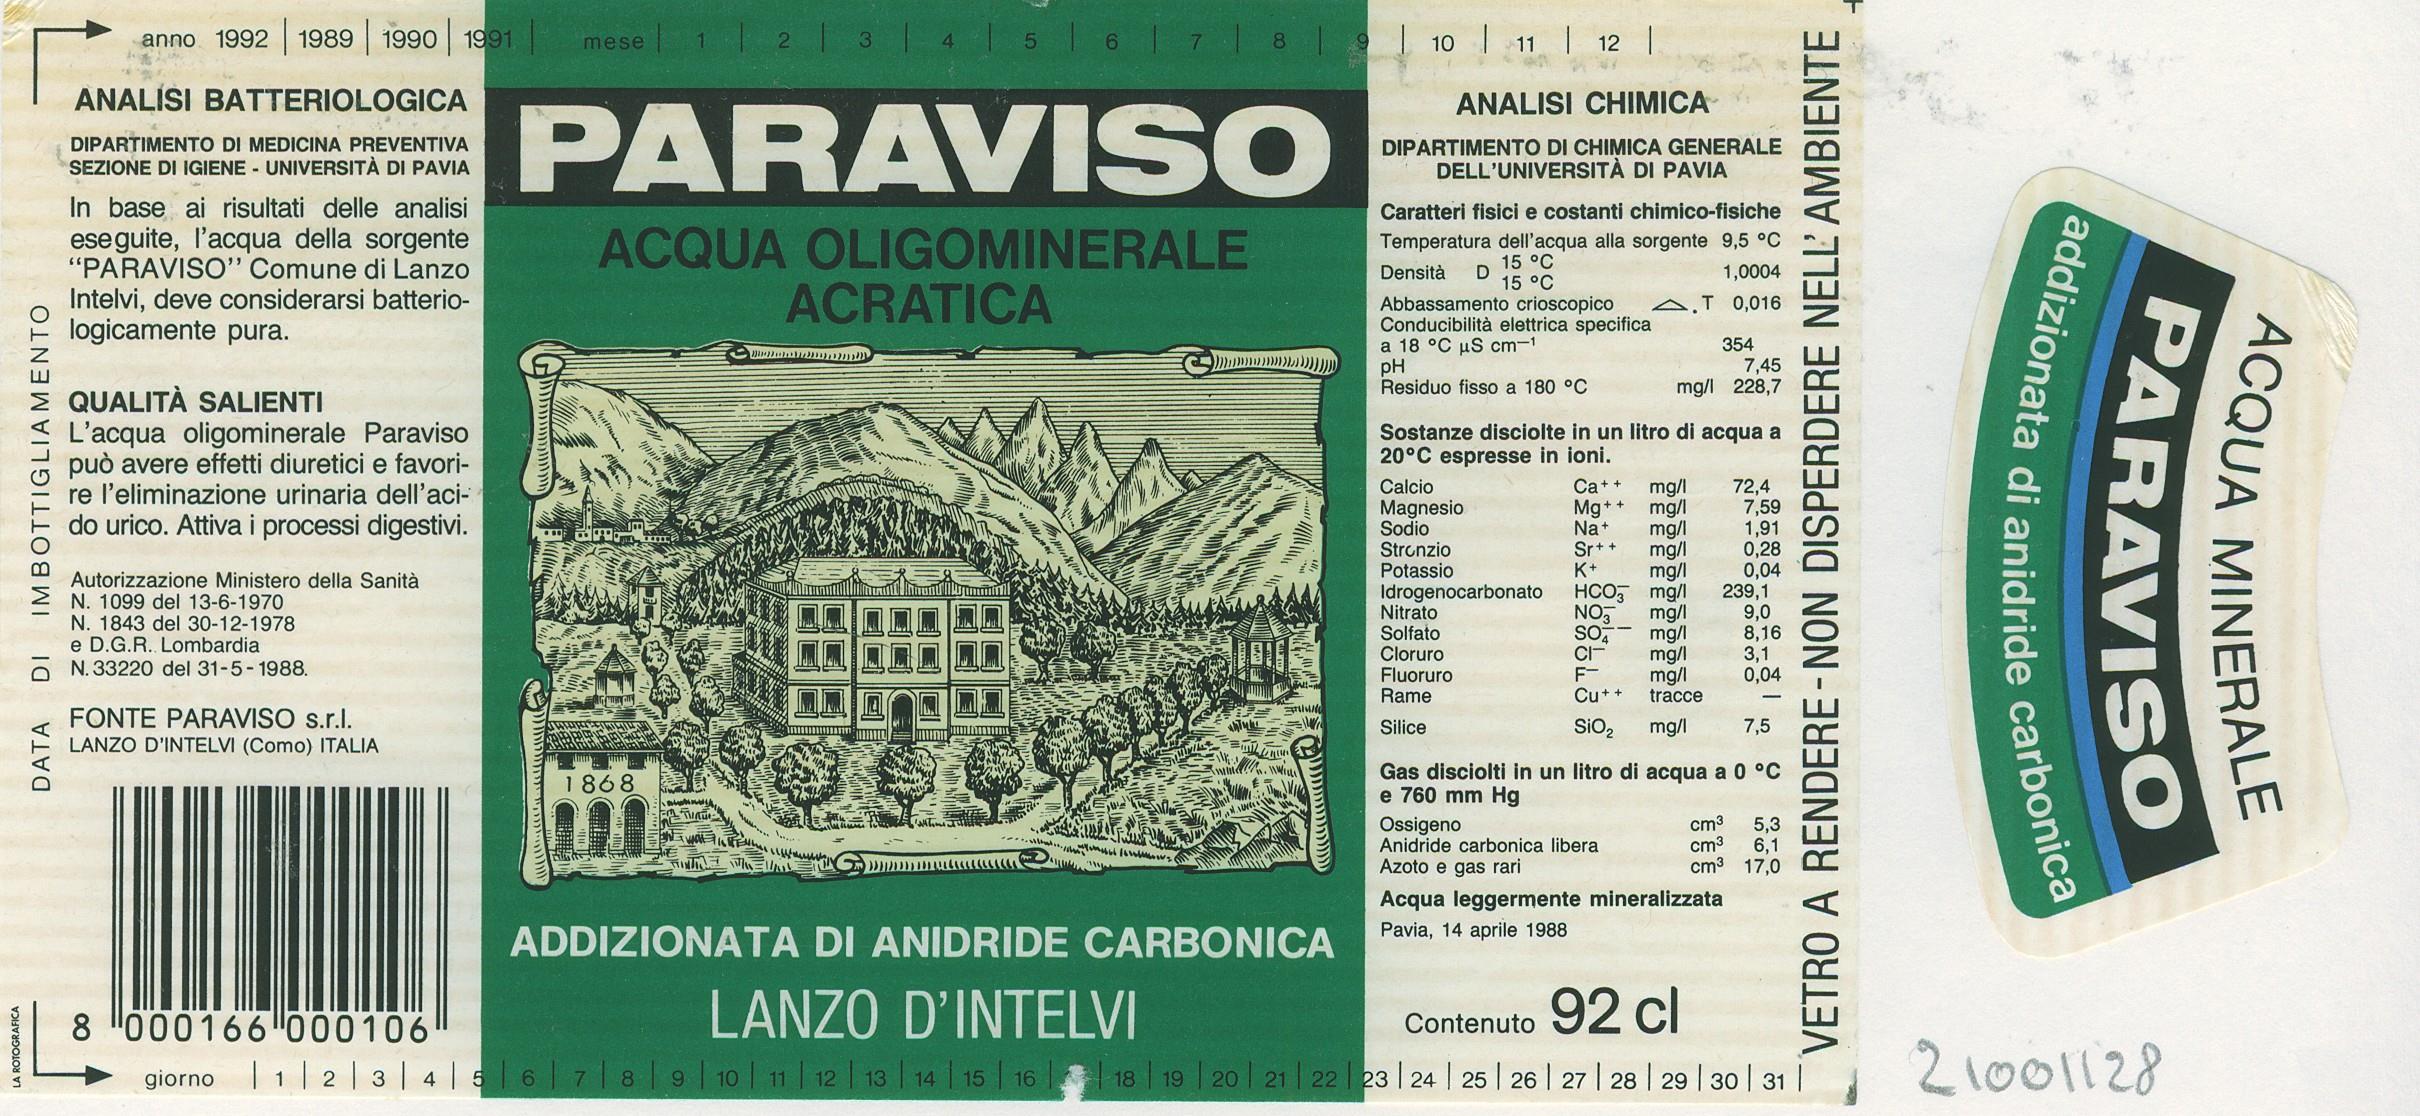 anno 1992 | 1989 | 1990 | 1991 | mese | 1 | 2 | 3 | 4 | 5 | 6 | 7 | 8 | 9 | 10 | 11 | 12 |
DATA DI IMBOTTIGLIAMENTO
ANALISI BATTERIOLOGICA
DIPARTIMENTO DI MEDICINA PREVENTIVA
SEZIONE DI IGIENE - UNIVERSITÀ DI PAVIA
In base ai risultati delle analisi
eseguite, l'acqua della sorgente
"PARAVISO" Comune di Lanzo
Intelvi, deve considerarsi batterio-
logicamente pura.
QUALITÀ SALIENTI
L'acqua oligominerale Paraviso
può avere effetti diuretici e favori-
re l'eliminazione urinaria dell'aci-
do urico. Attiva i processi digestivi.
Autorizzazione Ministero della Sanità
N. 1099 del 13-6-1970
N. 1843 del 30-12-1978
e D.G.R. Lombardia
N. 33220 del 31-5-1988.
FONTE PARAVISO s.r.l.
LANZO D'INTELVI (Como) ITALIA
8 000166 000106
LA ROTOGRAFICA
PARAVISO
ACQUA OLIGOMINERALE
ACRATICA
1868
ADDIZIONATA DI ANIDRIDE CARBONICA
LANZO D'INTELVI
ANALISI CHIMICA
DIPARTIMENTO DI CHIMICA GENERALE
DELL'UNIVERSITÀ DI PAVIA
Caratteri fisici e costanti chimico-fisiche
Temperatura dell'acqua alla sorgente 9,5 °C
Densità D 15 °C 15 °C 1,0004
Abbassamento crioscopico △.T 0,016
Conducibilità elettrica specifica
a 18 °C µS cm⁻¹ 354
pH 7,45
Residuo fisso a 180 °C mg/l 228,7
Sostanze disciolte in un litro di acqua a
20°C espresse in ioni.
Calcio Ca⁺⁺ mg/l 72,4
Magnesio Mg⁺⁺ mg/l 7,59
Sodio Na⁺ mg/l 1,91
Stronzio Sr⁺⁺ mg/l 0,28
Potassio K⁺ mg/l 0,04
Idrogenocarbonato HCO₃⁻ mg/l 239,1
Nitrato NO₃⁻ mg/l 9,0
Solfato SO₄⁻⁻ mg/l 8,16
Cloruro Cl⁻ mg/l 3,1
Fluoruro F⁻ mg/l 0,04
Rame Cu⁺⁺ tracce —
Silice SiO₂ mg/l 7,5
Gas disciolti in un litro di acqua a 0 °C
e 760 mm Hg
Ossigeno cm³ 5,3
Anidride carbonica libera cm³ 6,1
Azoto e gas rari cm³ 17,0
Acqua leggermente mineralizzata
Pavia, 14 aprile 1988
Contenuto 92 cl
VETRO A RENDERE - NON DISPERDERE NELL'AMBIENTE
giorno | 1 | 2 | 3 | 4 | 5 | 6 | 7 | 8 | 9 | 10 | 11 | 12 | 13 | 14 | 15 | 16 | 18 | 19 | 20 | 21 | 22 | 23 | 24 | 25 | 26 | 27 | 28 | 29 | 30 | 31 |
ACQUA MINERALE
PARAVISO
addizionata di anidride carbonica
21001128